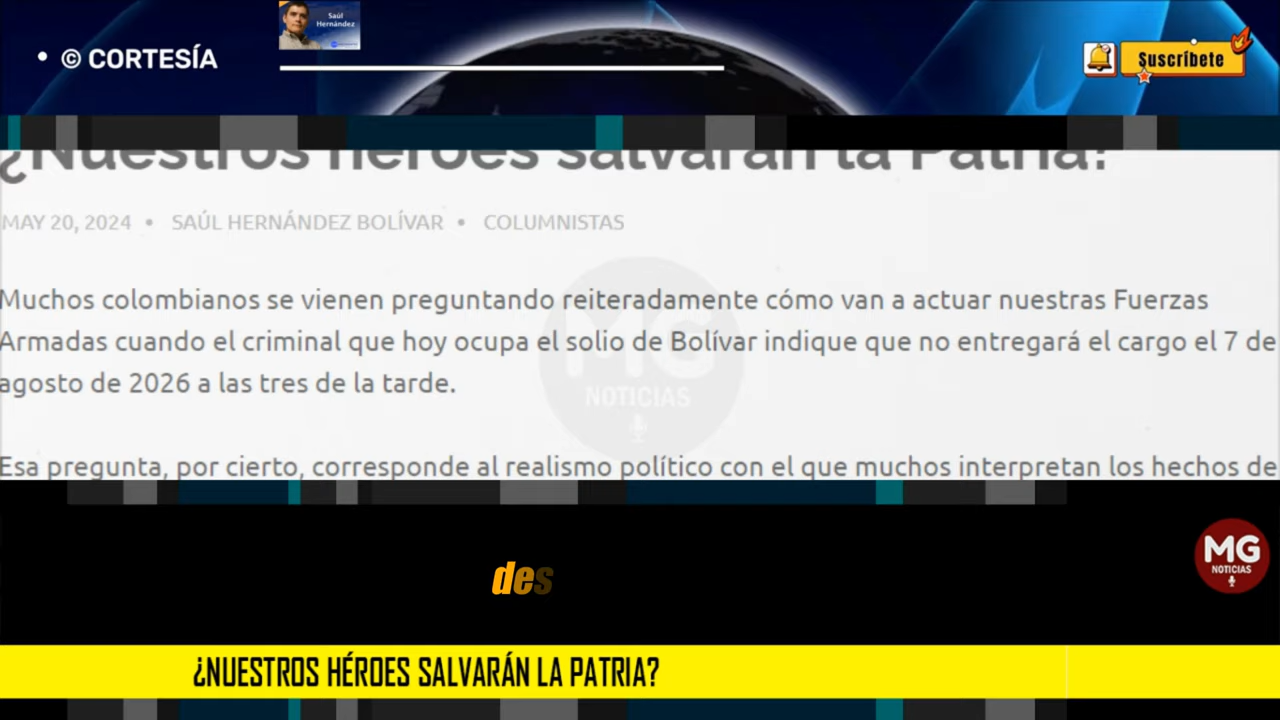 © CORTESÍA
Saúl
Hernández
Suscríbete
¿Nuestros héroes salvarán la Patria?
MAY 20, 2024 • SAÚL HERNÁNDEZ BOLÍVAR • COLUMNISTAS
Muchos colombianos se vienen preguntando reiteradamente cómo van a actuar nuestras Fuerzas
Armadas cuando el criminal que hoy ocupa el solio de Bolívar indique que no entregará el cargo el 7 de
agosto de 2026 a las tres de la tarde.
MG
NOTICIAS
Esa pregunta, por cierto, corresponde al realismo político con el que muchos interpretan los hechos de
MG
NOTICIAS
des
¿NUESTROS HÉROES SALVARÁN LA PATRIA?